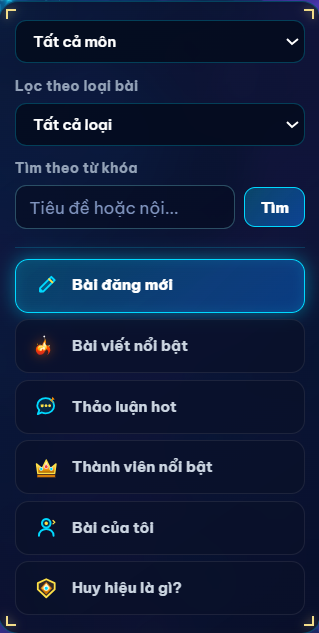 Tất cả môn
Lọc theo loại bài
Tất cả loại
Tìm theo từ khóa
Tiêu đề hoặc nội...
Tìm
Bài đăng mới
Bài viết nổi bật
Thảo luận hot
Thành viên nổi bật
Bài của tôi
Huy hiệu là gì?